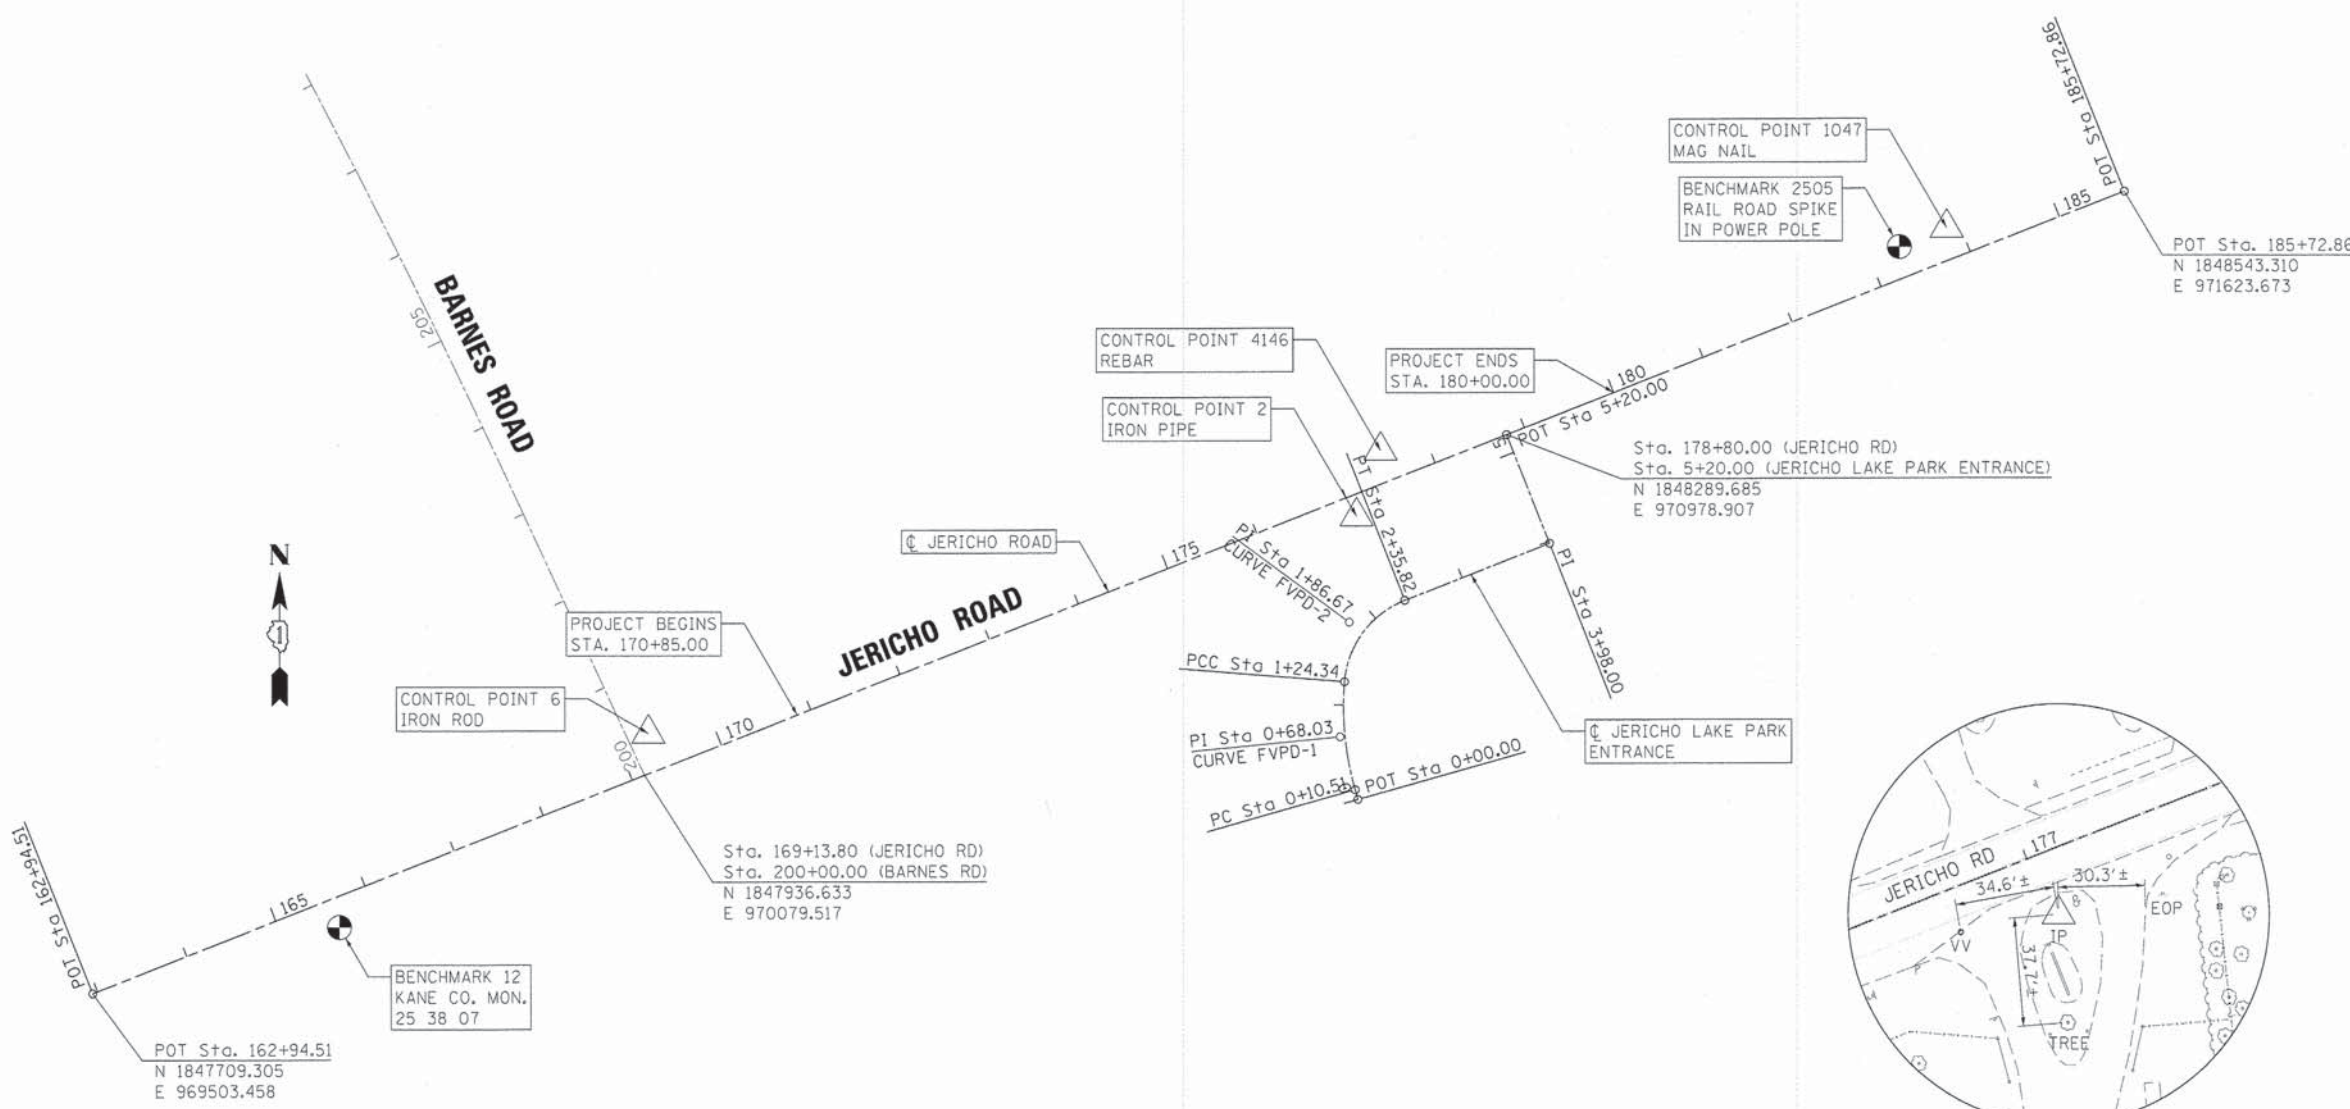 POT Sta 185+72.86
CONTROL POINT 1047
MAG NAIL
BENCHMARK 2505
RAIL ROAD SPIKE
IN POWER POLE
185
POT Sta. 185+72.86
N 1848543.310
E 971623.673
BARNES ROAD
205
CONTROL POINT 4146
REBAR
PROJECT ENDS
STA. 180+00.00
180
POT Sta 5+20.00
5
CONTROL POINT 2
IRON PIPE
Sta. 178+80.00 (JERICHO RD)
Sta. 5+20.00 (JERICHO LAKE PARK ENTRANCE)
N 1848289.685
E 970978.907
PT Sta 2+35.82
N
1
℄ JERICHO ROAD
175
PI Sta 1+86.67
CURVE FVPD-2
PI Sta 3+98.00
PROJECT BEGINS
STA. 170+85.00
JERICHO ROAD
PCC Sta 1+24.34
CONTROL POINT 6
IRON ROD
170
200
PI Sta 0+68.03
CURVE FVPD-1
℄ JERICHO LAKE PARK
ENTRANCE
PC Sta 0+10.51
POT Sta 0+00.00
Sta. 169+13.80 (JERICHO RD)
Sta. 200+00.00 (BARNES RD)
N 1847936.633
E 970079.517
POT Sta 162+94.51
165
BENCHMARK 12
KANE CO. MON.
25 38 07
POT Sta. 162+94.51
N 1847709.305
E 969503.458
JERICHO RD
177
34.6'±
30.3'±
EOP
VV
IP
37.7'±
TREE